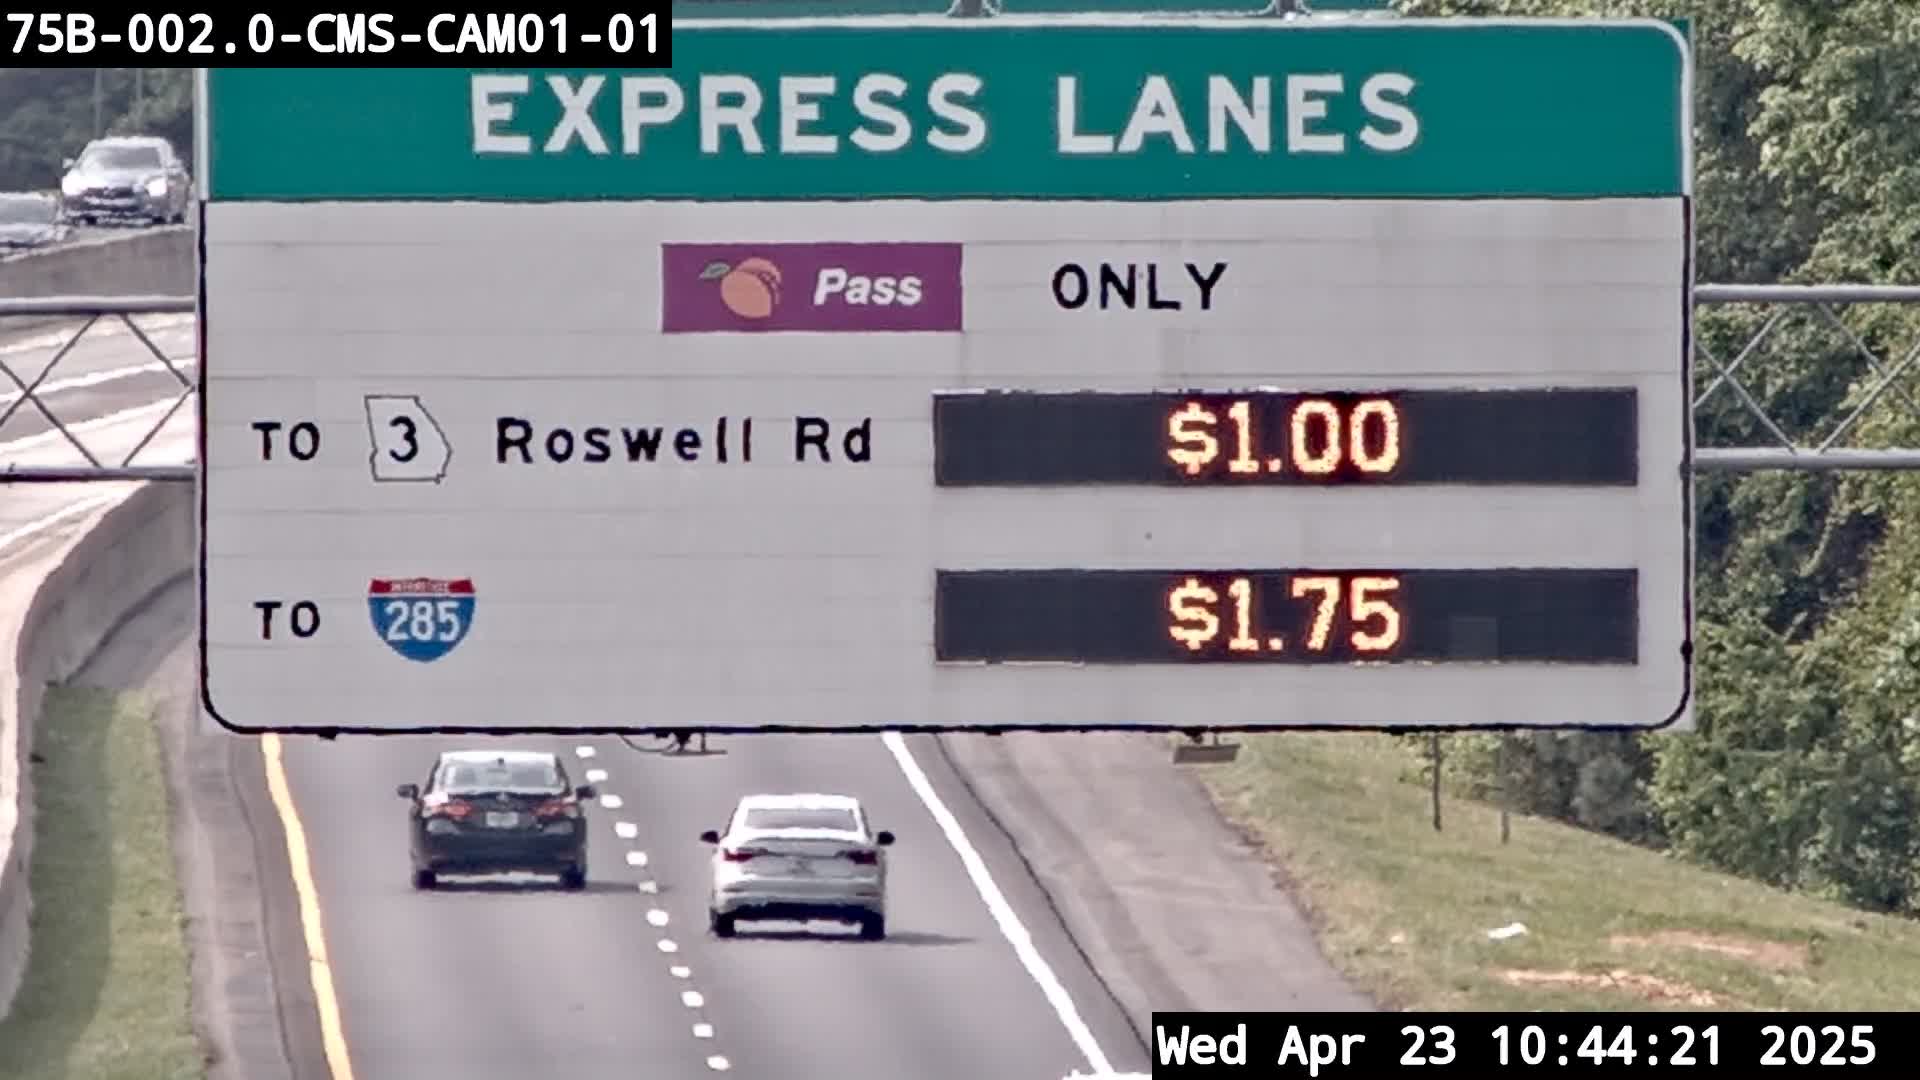 75B-002.0-CMS-CAM01-01
EXPRESS LANES
Pass ONLY
TO 3 Roswell Rd $1.00
INTERSTATE
TO 285 $1.75
Wed Apr 23 10:44:21 2025